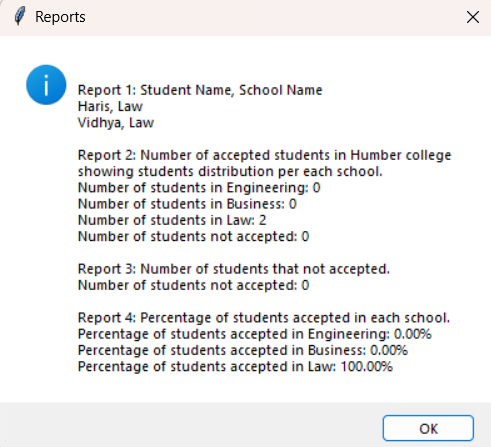 Reports
Report 1: Student Name, School Name
Haris, Law
Vidhya, Law
Report 2: Number of accepted students in Humber college
showing students distribution per each school.
Number of students in Engineering: 0
Number of students in Business: 0
Number of students in Law: 2
Number of students not accepted: 0
Report 3: Number of students that not accepted.
Number of students not accepted: 0
Report 4: Percentage of students accepted in each school.
Percentage of students accepted in Engineering: 0.00%
Percentage of students accepted in Business: 0.00%
Percentage of students accepted in Law: 100.00%
OK